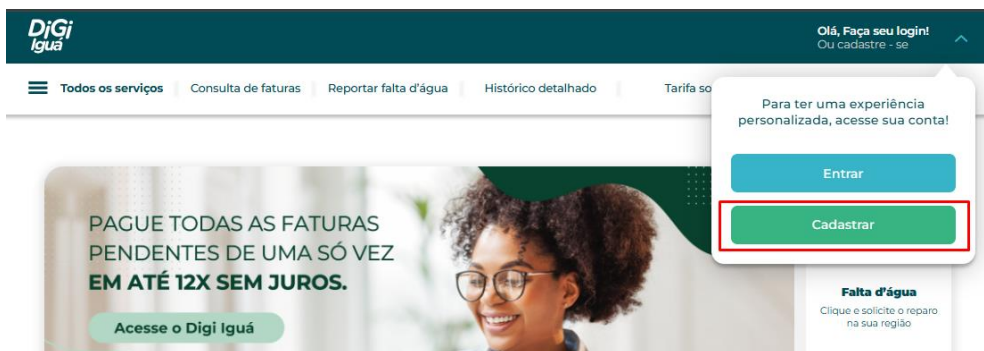 DiGi
Iguá
Olá, Faça seu login!
Ou cadastre - se
Todos os serviços
Consulta de faturas
Reportar falta d'água
Histórico detalhado
Tarifa so
Para ter uma experiência
personalizada, acesse sua conta!
Entrar
Cadastrar
PAGUE TODAS AS FATURAS
PENDENTES DE UMA SÓ VEZ
EM ATÉ 12X SEM JUROS.
Acesse o Digi Iguá
Falta d'água
Clique e solicite o reparo
na sua região